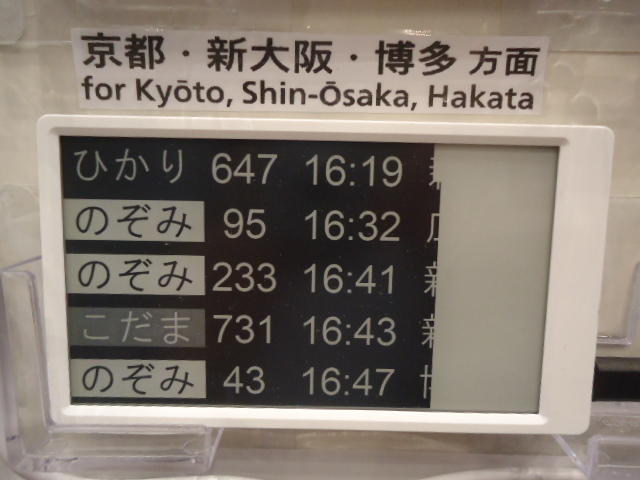 京都・新大阪・博多 方面
for Kyōto, Shin-Ōsaka, Hakata
ひかり 647 16:19
のぞみ 95 16:32
のぞみ 233 16:41
こだま 731 16:43
のぞみ 43 16:47